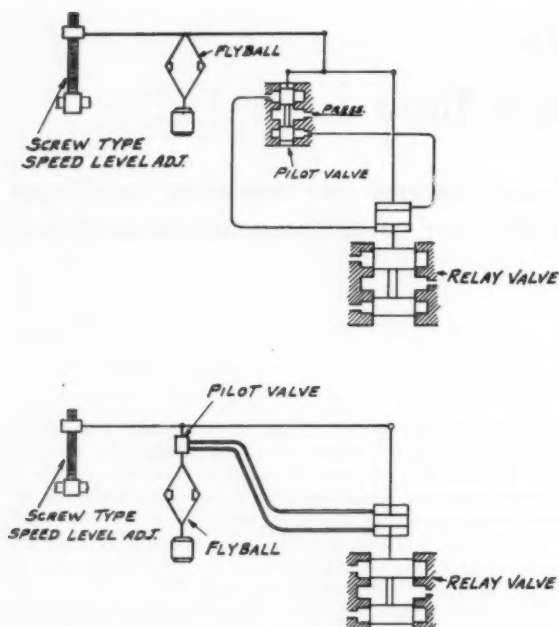 FLYBALL
PRESS.
SCREW TYPE
SPEED LEVEL ADJ.
PILOT VALVE
RELAY VALVE
PILOT VALVE
SCREW TYPE
SPEED LEVEL ADJ.
FLYBALL
RELAY VALVE